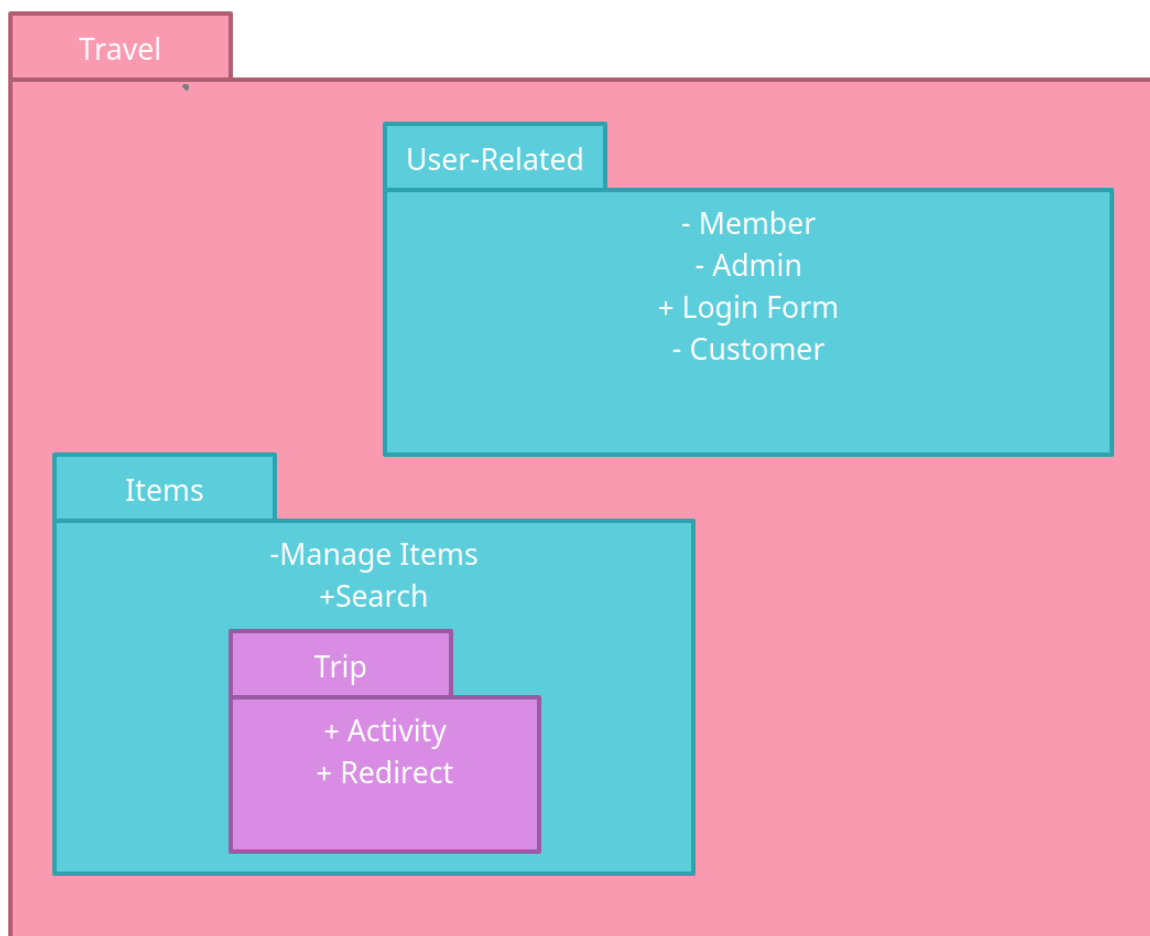 Travel
User-Related
- Member
- Admin
+ Login Form
- Customer
Items
-Manage Items
+Search
Trip
+ Activity
+ Redirect